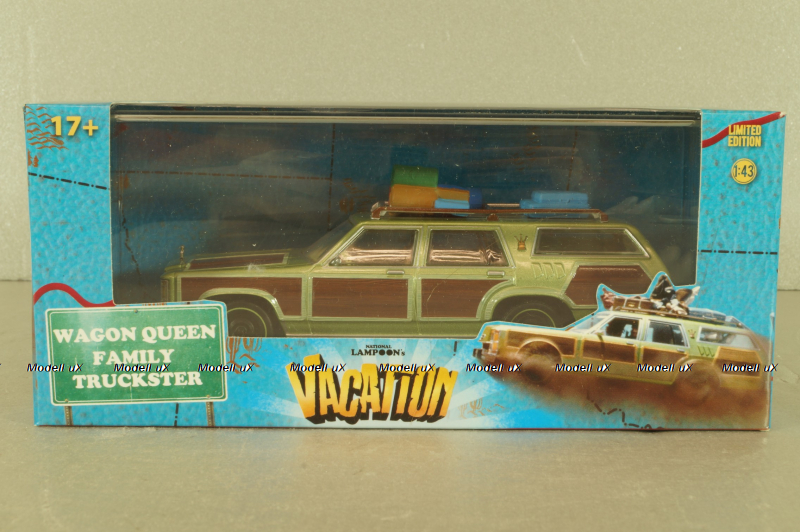 17+
LIMITED
EDITION
1:43
WAGON QUEEN
FAMILY
TRUCKSTER
NATIONAL
LAMPOON's
VACATION
Modell uX Modell uX Modell uX Modell uX Modell uX Modell uX Modell uX Modell uX Modell uX